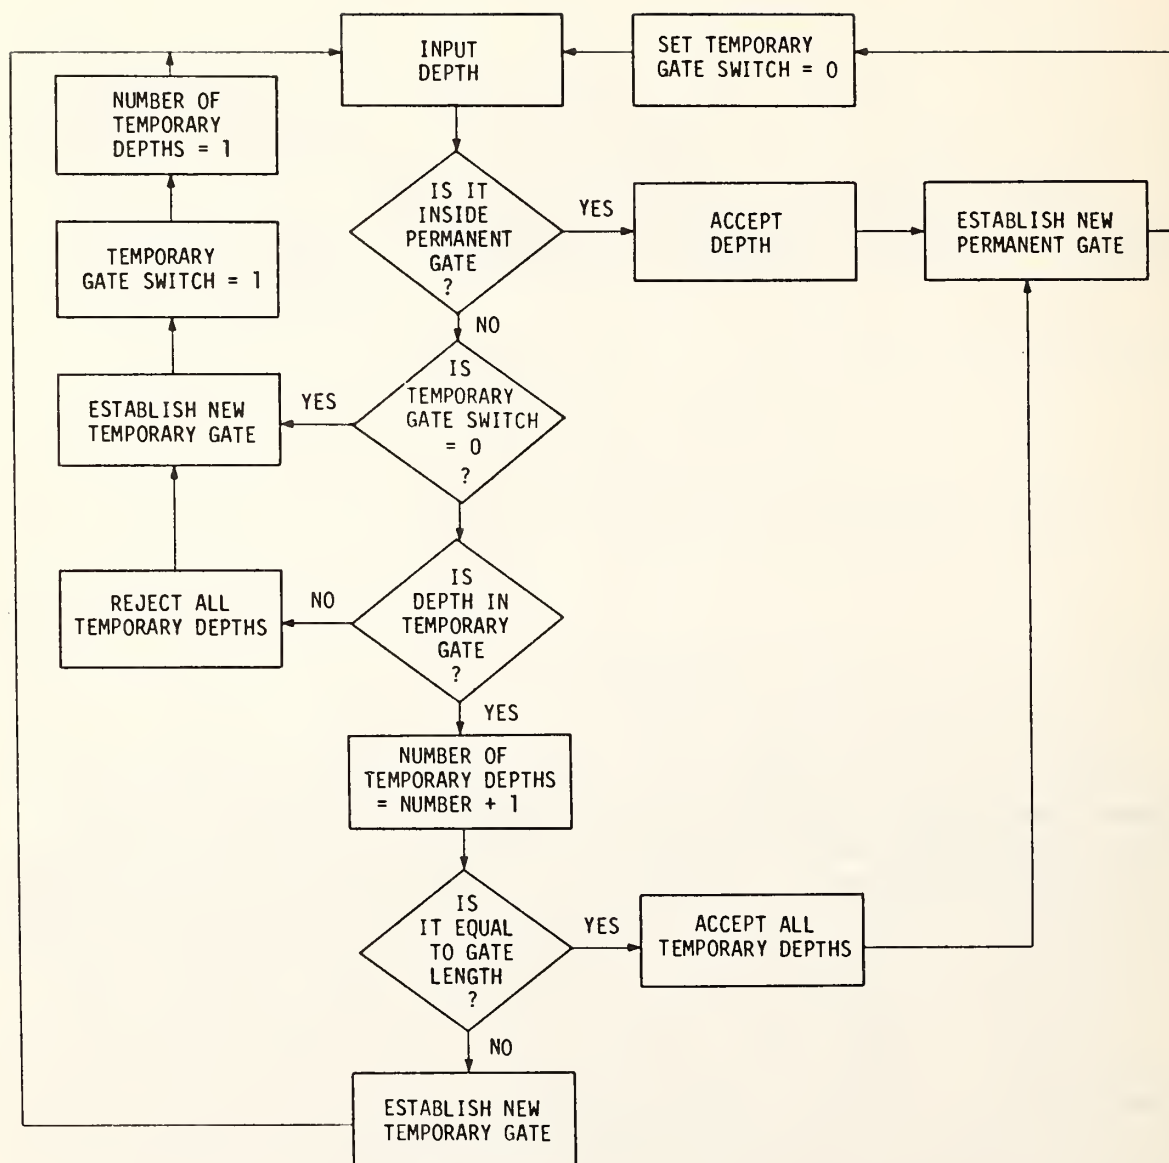 INPUT
DEPTH
SET TEMPORARY
GATE SWITCH = 0
NUMBER OF
TEMPORARY
DEPTHS = 1
IS IT
INSIDE
PERMANENT
GATE
?
YES
ACCEPT
DEPTH
ESTABLISH NEW
PERMANENT GATE
TEMPORARY
GATE SWITCH = 1
NO
IS
TEMPORARY
GATE SWITCH
= 0
?
YES
ESTABLISH NEW
TEMPORARY GATE
IS
DEPTH IN
TEMPORARY
GATE
?
NO
REJECT ALL
TEMPORARY DEPTHS
YES
NUMBER OF
TEMPORARY DEPTHS
= NUMBER + 1
IS
IT EQUAL
TO GATE
LENGTH
?
YES
ACCEPT ALL
TEMPORARY DEPTHS
NO
ESTABLISH NEW
TEMPORARY GATE